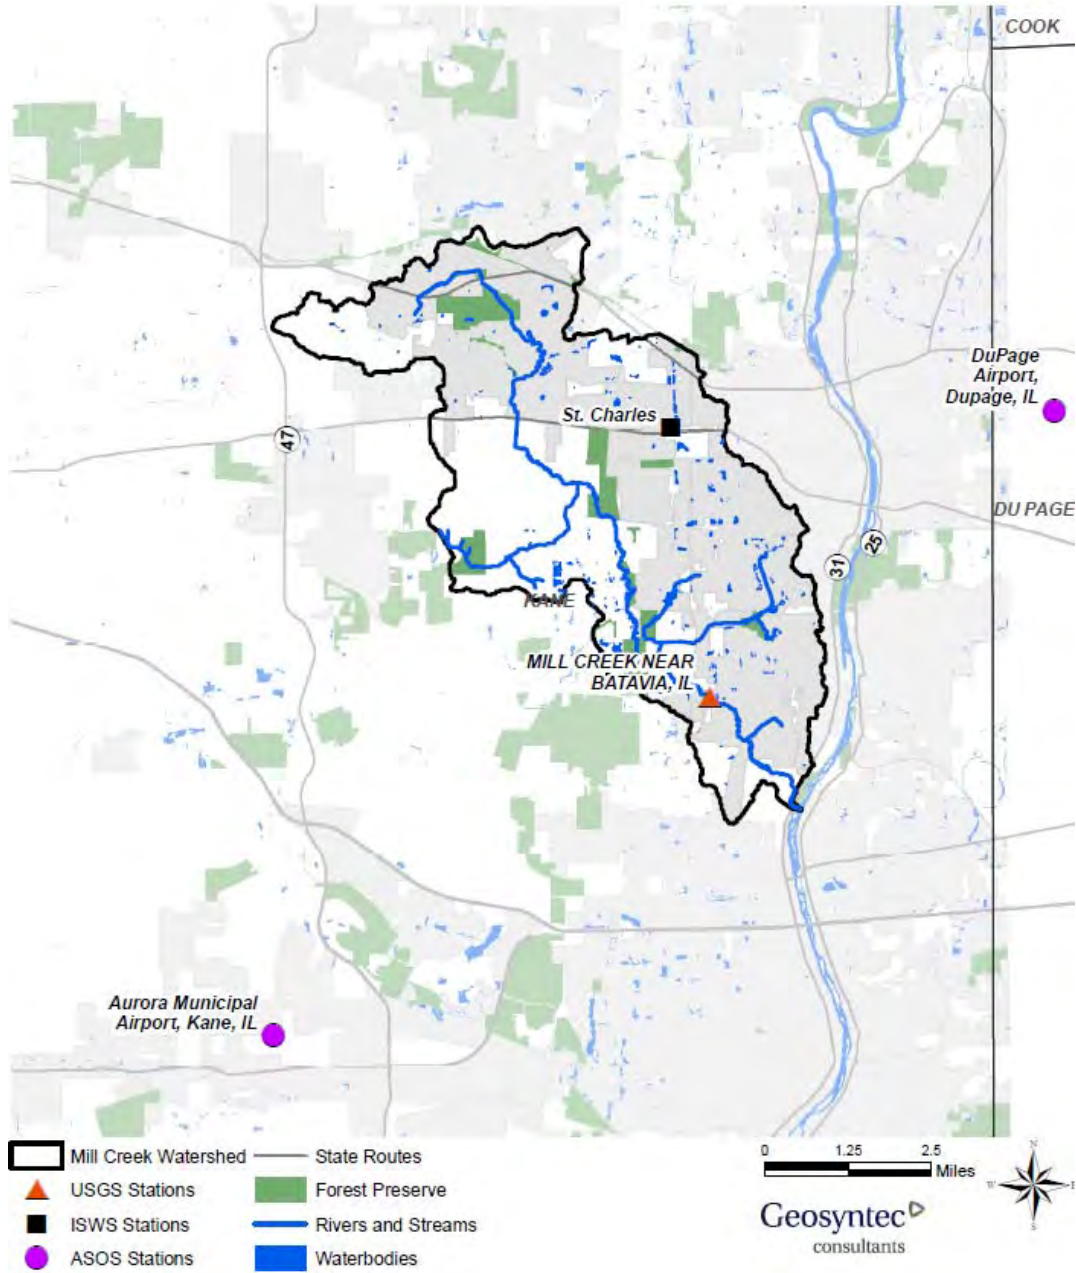 COOK
DuPage
Airport,
Dupage, IL
St. Charles
47
DU PAGE
25
31
KANE
MILL CREEK NEAR
BATAVIA, IL
Aurora Municipal
Airport, Kane, IL
Mill Creek Watershed
State Routes
USGS Stations
Forest Preserve
ISWS Stations
Rivers and Streams
ASOS Stations
Waterbodies
0 1.25 2.5
Miles
N
W
E
S
Geosyntec
consultants